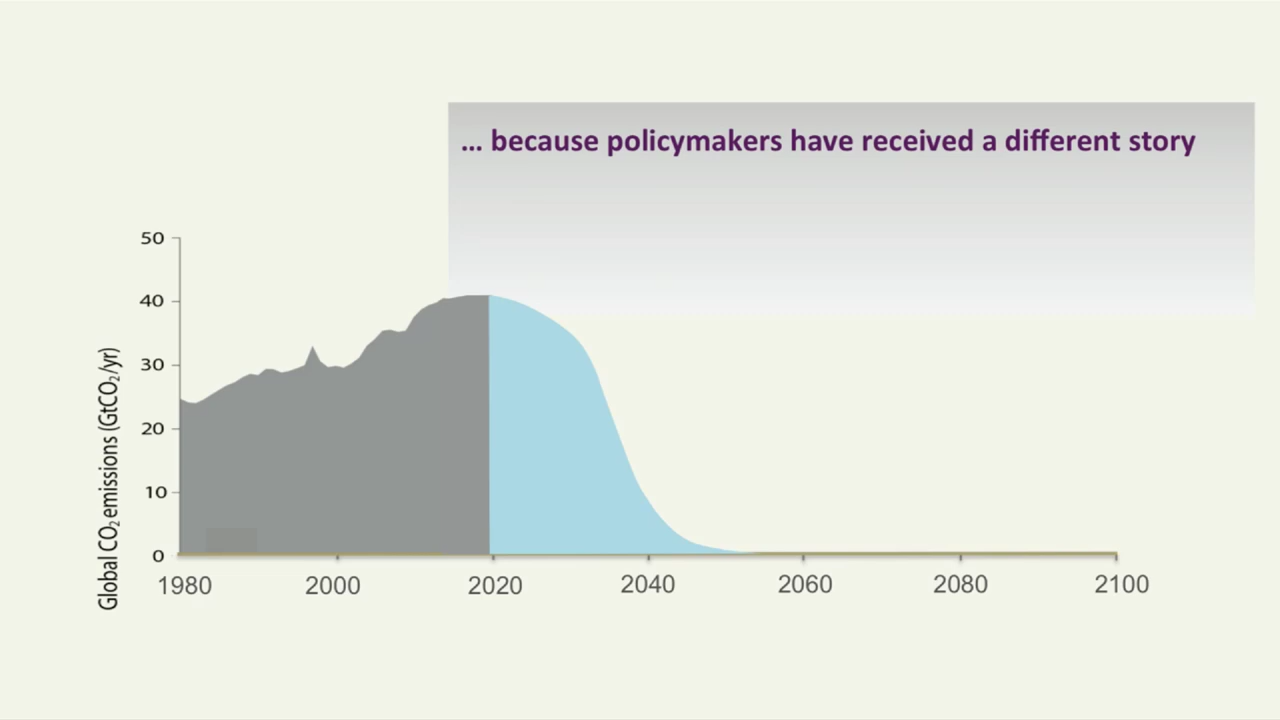 ... because policymakers have received a different story
50
40
30
20
10
0
Global CO₂ emissions (GtCO₂/yr)
1980 2000 2020 2040 2060 2080 2100